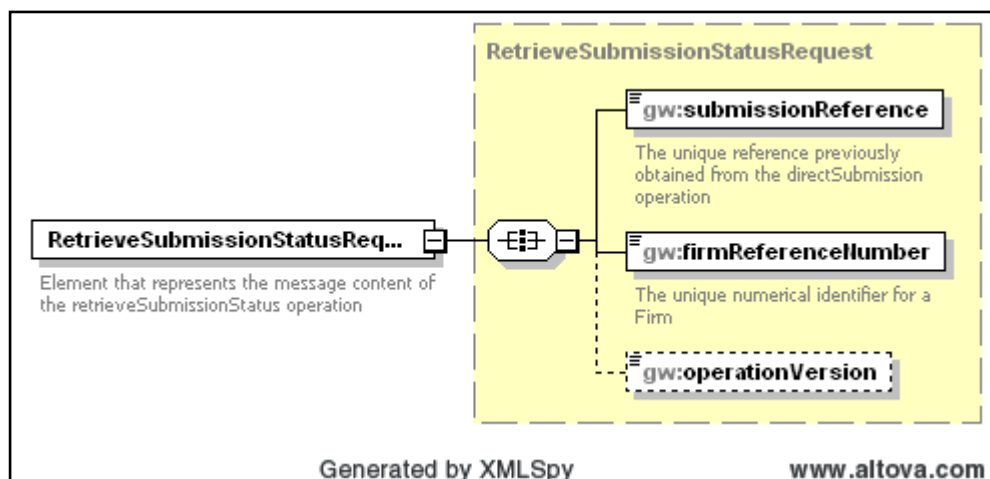 RetrieveSubmissionStatusRequest
gw:submissionReference
The unique reference previously
obtained from the directSubmission
operation
RetrieveSubmissionStatusReq...
Element that represents the message content of
the retrieveSubmissionStatus operation
gw:firmReferenceNumber
The unique numerical identifier for a
Firm
gw:operationVersion
Generated by XMLSpy
www.altova.com